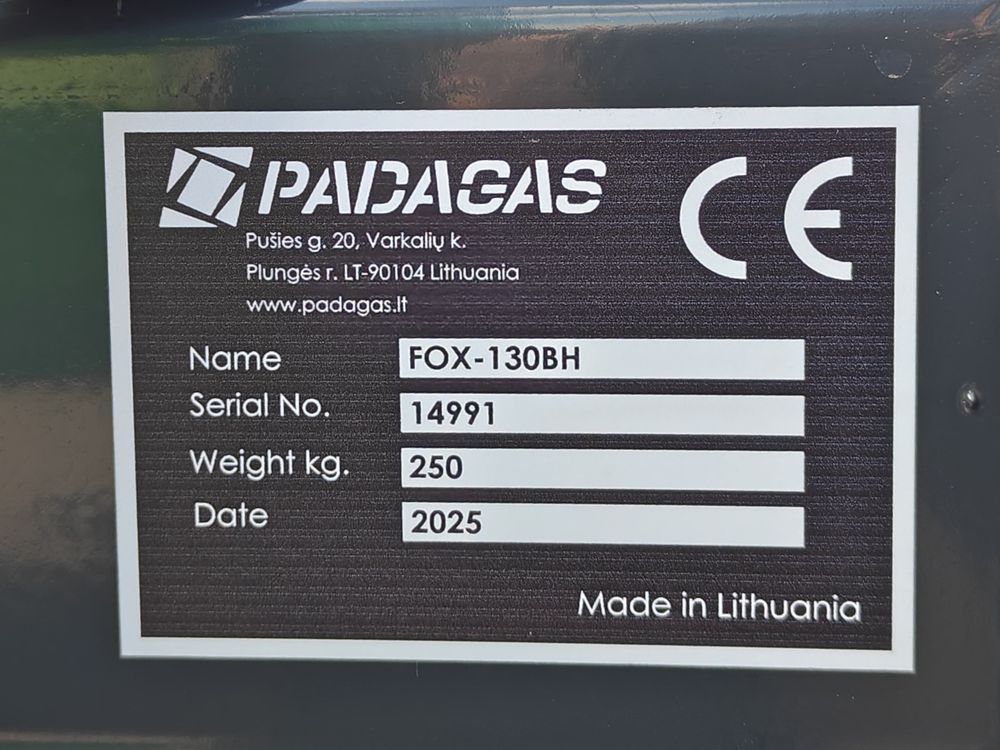 PADAGAS
CE
Pušies g. 20, Varkalių k.
Plungės r. LT-90104 Lithuania
www.padagas.lt
Name FOX-130BH
Serial No. 14991
Weight kg. 250
Date 2025
Made in Lithuania